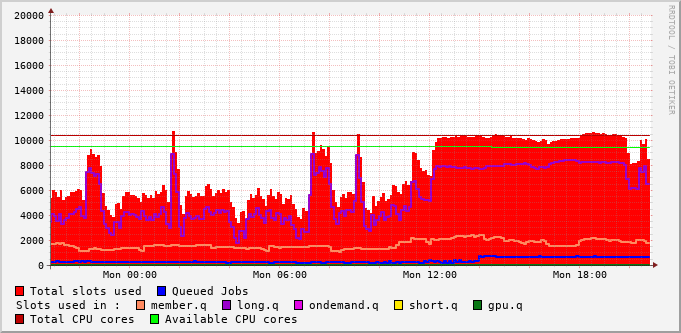 RRDTOOL / TOBI OETIKER
20000
18000
16000
14000
12000
10000
8000
6000
4000
2000
0
Mon 00:00 Mon 06:00 Mon 12:00 Mon 18:00
Total slots used Queued Jobs
Slots used in : member.q long.q ondemand.q short.q gpu.q
Total CPU cores Available CPU cores